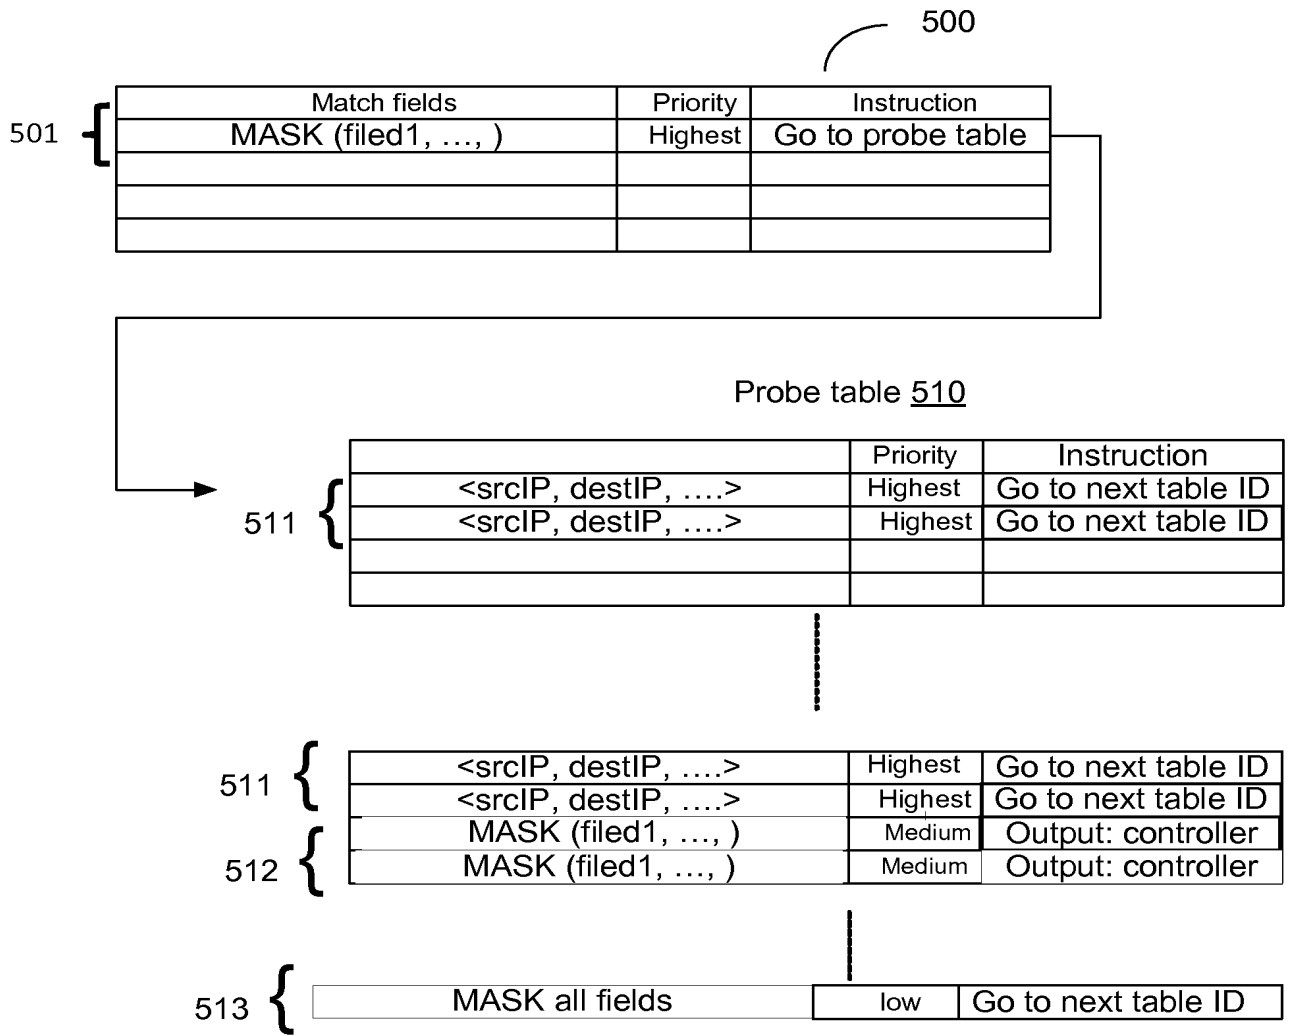 500
Match fields Priority Instruction
501 MASK (filed1, ..., ) Highest Go to probe table
Probe table 510
Priority Instruction
<srcIP, destIP, ....> Highest Go to next table ID
511 <srcIP, destIP, ....> Highest Go to next table ID
511 <srcIP, destIP, ....> Highest Go to next table ID
<srcIP, destIP, ....> Highest Go to next table ID
MASK (filed1, ..., ) Medium Output: controller
512 MASK (filed1, ..., ) Medium Output: controller
513 MASK all fields low Go to next table ID